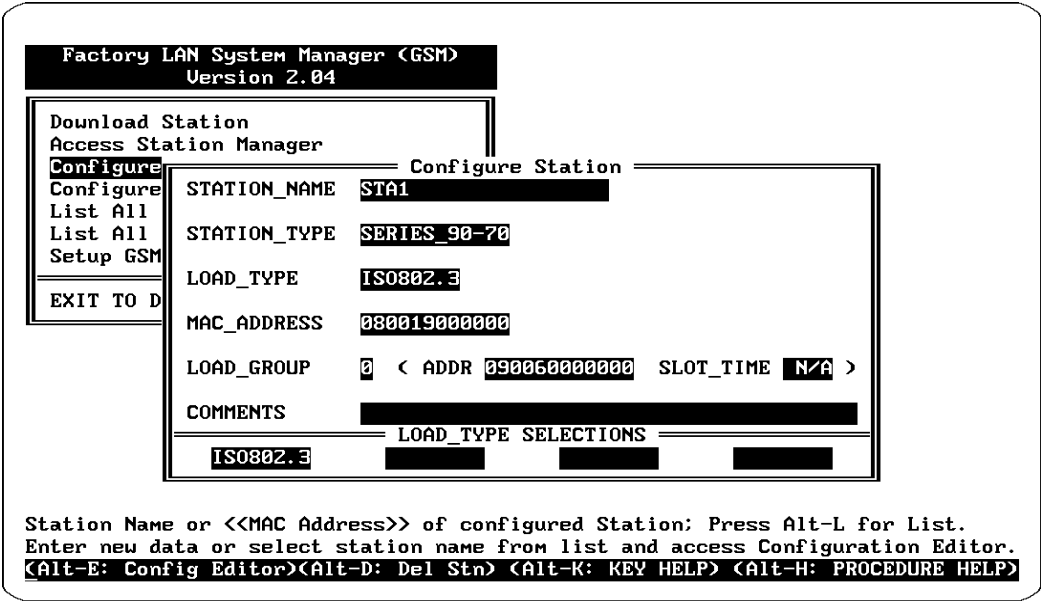 Factory LAN System Manager (GSM)
Version 2.04
Download Station
Access Station Manager
Configure
Configure
List All
List All
Setup GSM
EXIT TO D
Configure Station
STATION_NAME STA1
STATION_TYPE SERIES_90-70
LOAD_TYPE ISO802.3
MAC_ADDRESS 080019000000
LOAD_GROUP 0 ( ADDR 090060000000 SLOT_TIME N/A )
COMMENTS
LOAD_TYPE SELECTIONS
ISO802.3
Station Name or <<MAC Address>> of configured Station; Press Alt-L for List.
Enter new data or select station name from list and access Configuration Editor.
(Alt-E: Config Editor)(Alt-D: Del Stn) (Alt-K: KEY HELP) (Alt-H: PROCEDURE HELP)